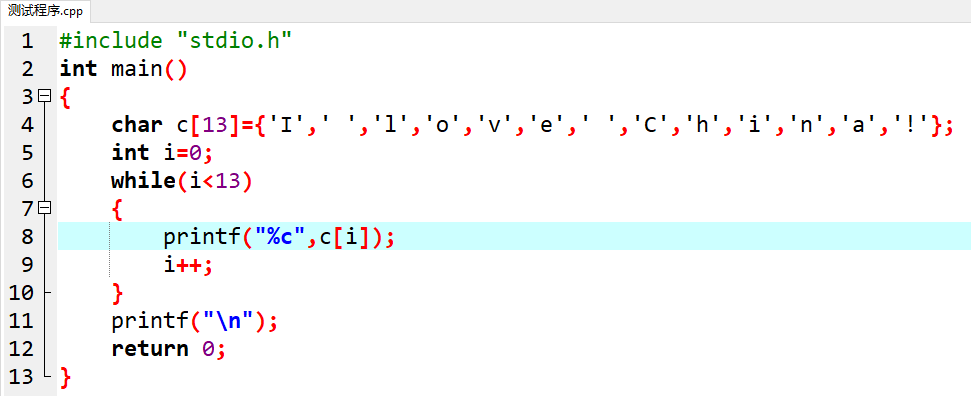 测试程序.cpp
1 #include "stdio.h"
2 int main()
3 {
4 char c[13]={'I',' ','l','o','v','e',' ','C','h','i','n','a','!'};
5 int i=0;
6 while(i<13)
7 {
8 printf("%c",c[i]);
9 i++;
10 }
11 printf("\n");
12 return 0;
13 }